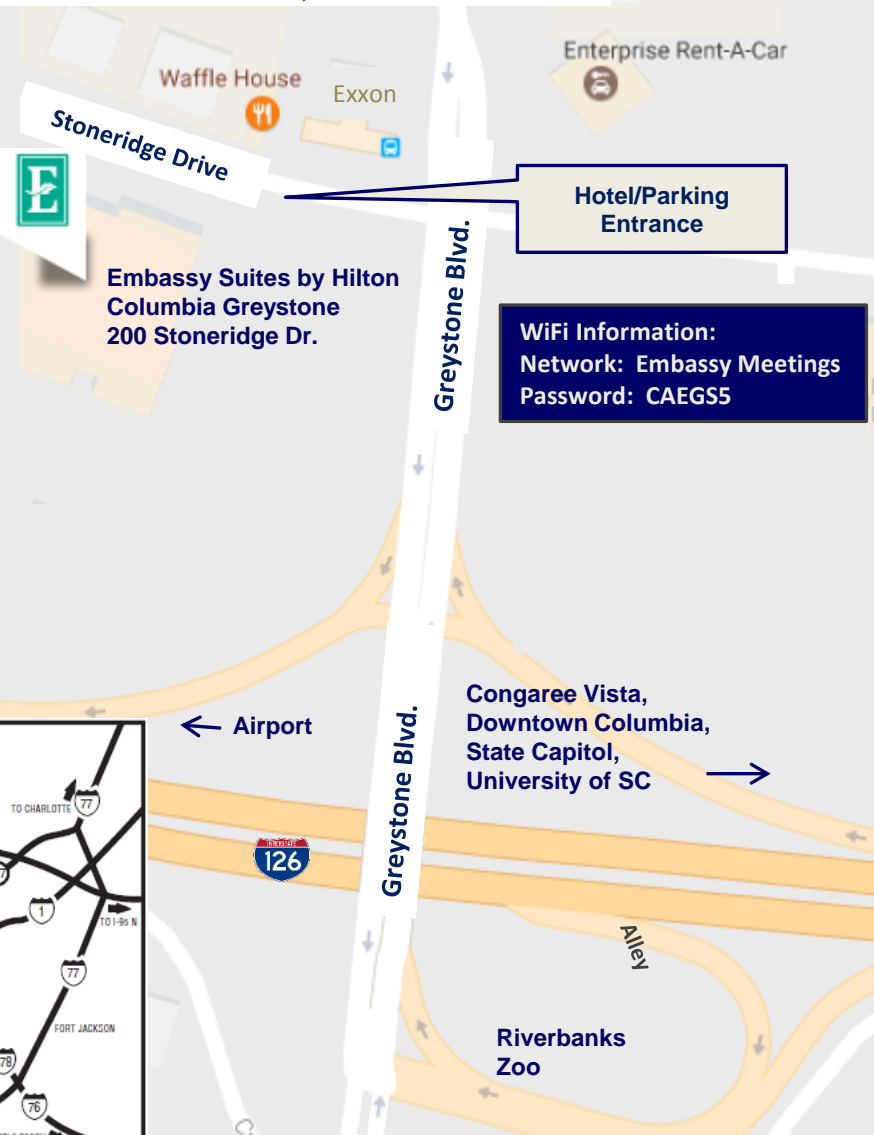 Enterprise Rent-A-Car
Waffle House
Exxon
Stoneridge Drive
E
Hotel/Parking
Entrance
Greystone Blvd.
Embassy Suites by Hilton
Columbia Greystone
200 Stoneridge Dr.
WiFi Information:
Network: Embassy Meetings
Password: CAEGS5
Congaree Vista,
Downtown Columbia,
State Capitol,
University of SC
Airport
Greystone Blvd.
INTERSTATE
126
Alley
Riverbanks
Zoo
TO CHARLOTTE
77
1
TO I-95 N
77
FORT JACKSON
78
76